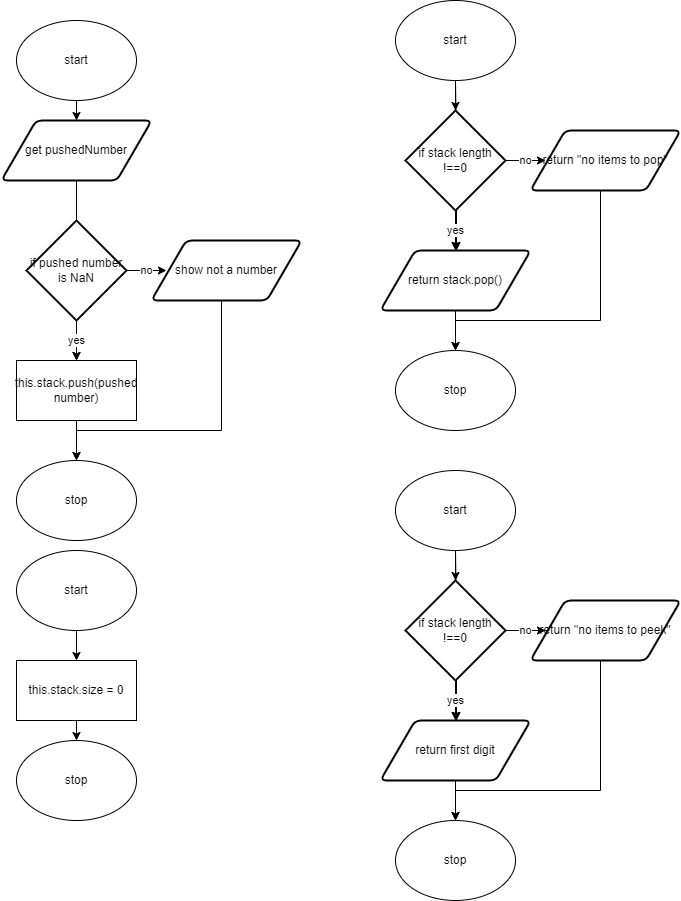 start
get pushedNumber
if pushed number
is NaN
no
show not a number
yes
this.stack.push(pushed
number)
stop
start
this.stack.size = 0
stop
start
if stack length
!==0
no
return "no items to pop"
yes
return stack.pop()
stop
start
if stack length
!==0
no
return "no items to peek"
yes
return first digit
stop